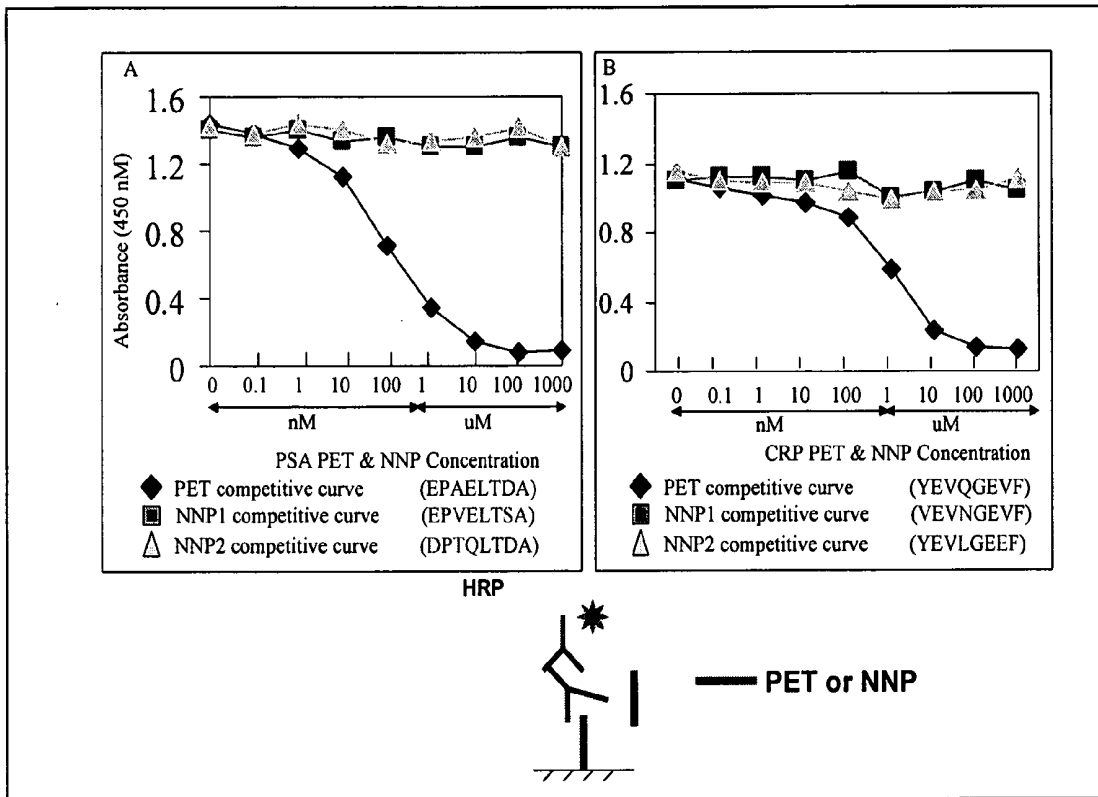 A
1.6
1.2
0.8
0.4
0
Absorbance (450 nM)
0 0.1 1 10 100 1 10 100 1000
nM uM
PSA PET & NNP Concentration
PET competitive curve (EPAELTDA)
NNP1 competitive curve (EPVELTSA)
NNP2 competitive curve (DPTQLTDA)
B
1.6
1.2
0.8
0.4
0
0 0.1 1 10 100 1 10 100 1000
nM uM
CRP PET & NNP Concentration
PET competitive curve (YEVQGEVF)
NNP1 competitive curve (VEVNGEVF)
NNP2 competitive curve (YEVLGEEF)
HRP
PET or NNP